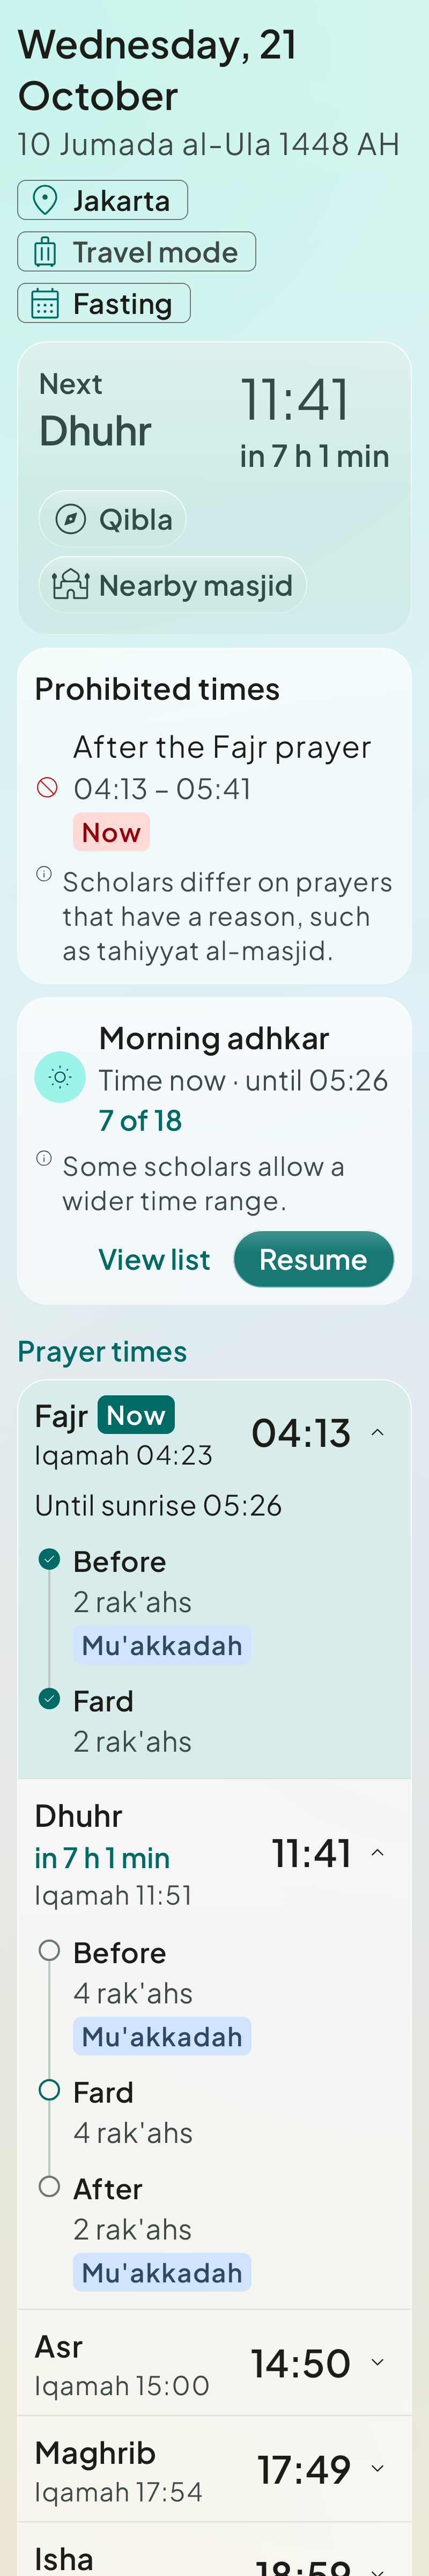 Wednesday, 21
October
10 Jumada al-Ula 1448 AH
Jakarta
Travel mode
Fasting
Next
Dhuhr
11:41
in 7 h 1 min
Qibla
Nearby masjid
Prohibited times
After the Fajr prayer
04:13 – 05:41
Now
Scholars differ on prayers
that have a reason, such
as tahiyyat al-masjid.
Morning adhkar
Time now · until 05:26
7 of 18
Some scholars allow a
wider time range.
View list
Resume
Prayer times
Fajr Now
04:13
Iqamah 04:23
Until sunrise 05:26
Before
2 rak'ahs
Mu'akkadah
Fard
2 rak'ahs
Dhuhr
in 7 h 1 min
11:41
Iqamah 11:51
Before
4 rak'ahs
Mu'akkadah
Fard
4 rak'ahs
After
2 rak'ahs
Mu'akkadah
Asr
14:50
Iqamah 15:00
Maghrib
17:49
Iqamah 17:54
Isha
18:59